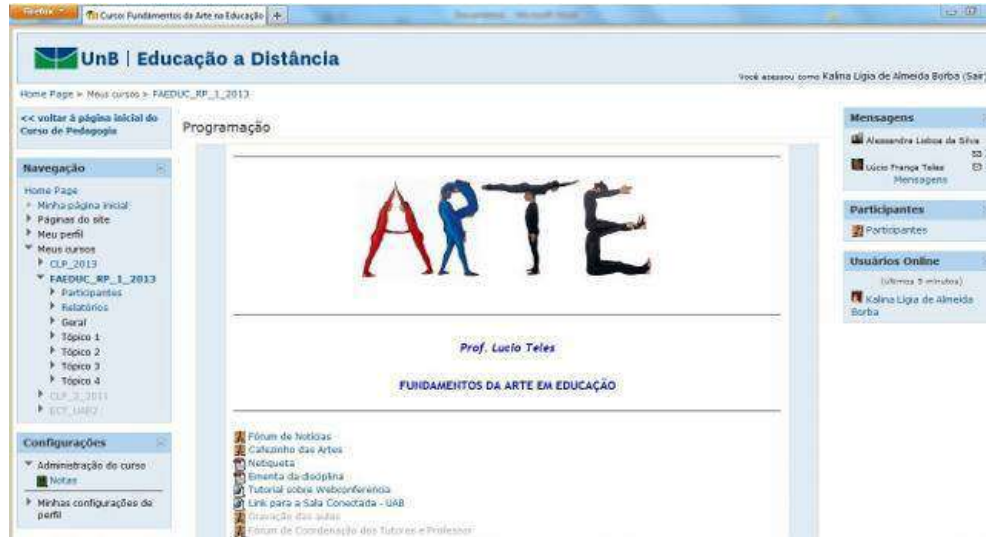 Firefox
Curso: Fundamentos da Arte na Educação
UnB | Educação a Distância
Você acessou como Kalina Ligia de Almeida Borba (Sair)
Home Page » Meus cursos » FAEDUC_RP_1_2013
<< voltar à página inicial do
Curso de Pedagogia
Navegação
Home Page
Minha página inicial
Páginas do site
Meu perfil
Meus cursos
CLP_2013
FAEDUC_RP_1_2013
Participantes
Relatórios
Geral
Tópico 1
Tópico 2
Tópico 3
Tópico 4
CLP_2_2011
ECT_UAB2
Configurações
Administração do curso
Notas
Minhas configurações de
perfil
Programação
ARTE
Prof. Lucio Teles
FUNDAMENTOS DA ARTE EM EDUCAÇÃO
Fórum de Notícias
Cafezinho das Artes
Netiqueta
Ementa da disciplina
Tutorial sobre Webconferencia
Link para a Sala Conectada - UAB
Gravação das aulas
Fórum de Coordenação dos Tutores e Professor
Mensagens
Alessandra Lisboa da Silva
Lúcio França Teles
Mensagens
Participantes
Participantes
Usuários Online
(últimos 5 minutos)
Kalina Ligia de Almeida
Borba